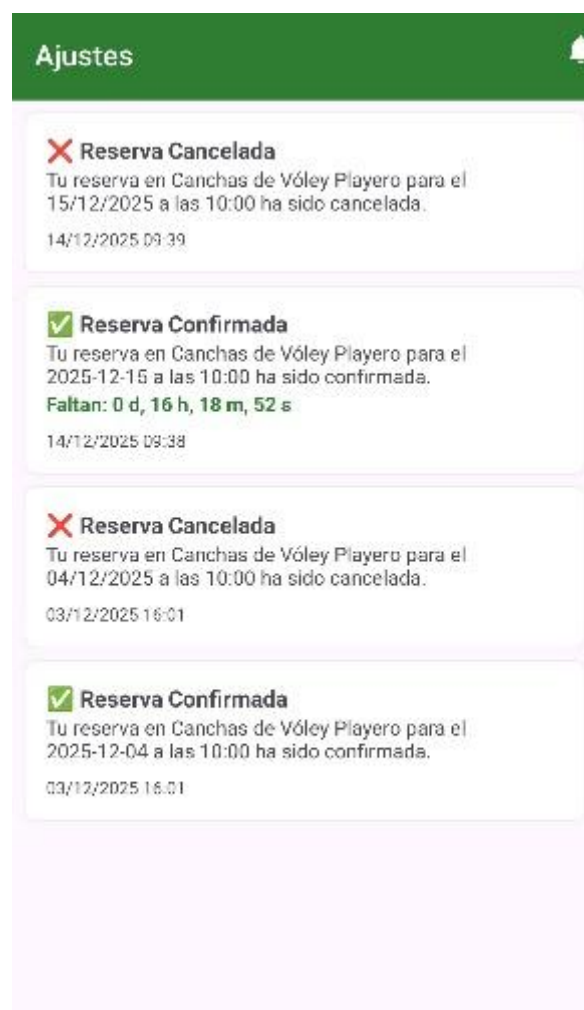 Ajustes
❌ Reserva Cancelada
Tu reserva en Canchas de Vóley Playero para el
15/12/2025 a las 10:00 ha sido cancelada.
14/12/2025 09:39
✅ Reserva Confirmada
Tu reserva en Canchas de Vóley Playero para el
2025-12-15 a las 10:00 ha sido confirmada.
Faltan: 0 d, 16 h, 18 m, 52 s
14/12/2025 09:38
❌ Reserva Cancelada
Tu reserva en Canchas de Vóley Playero para el
04/12/2025 a las 10:00 ha sido cancelada.
03/12/2025 16:01
✅ Reserva Confirmada
Tu reserva en Canchas de Vóley Playero para el
2025-12-04 a las 10:00 ha sido confirmada.
03/12/2025 16:01